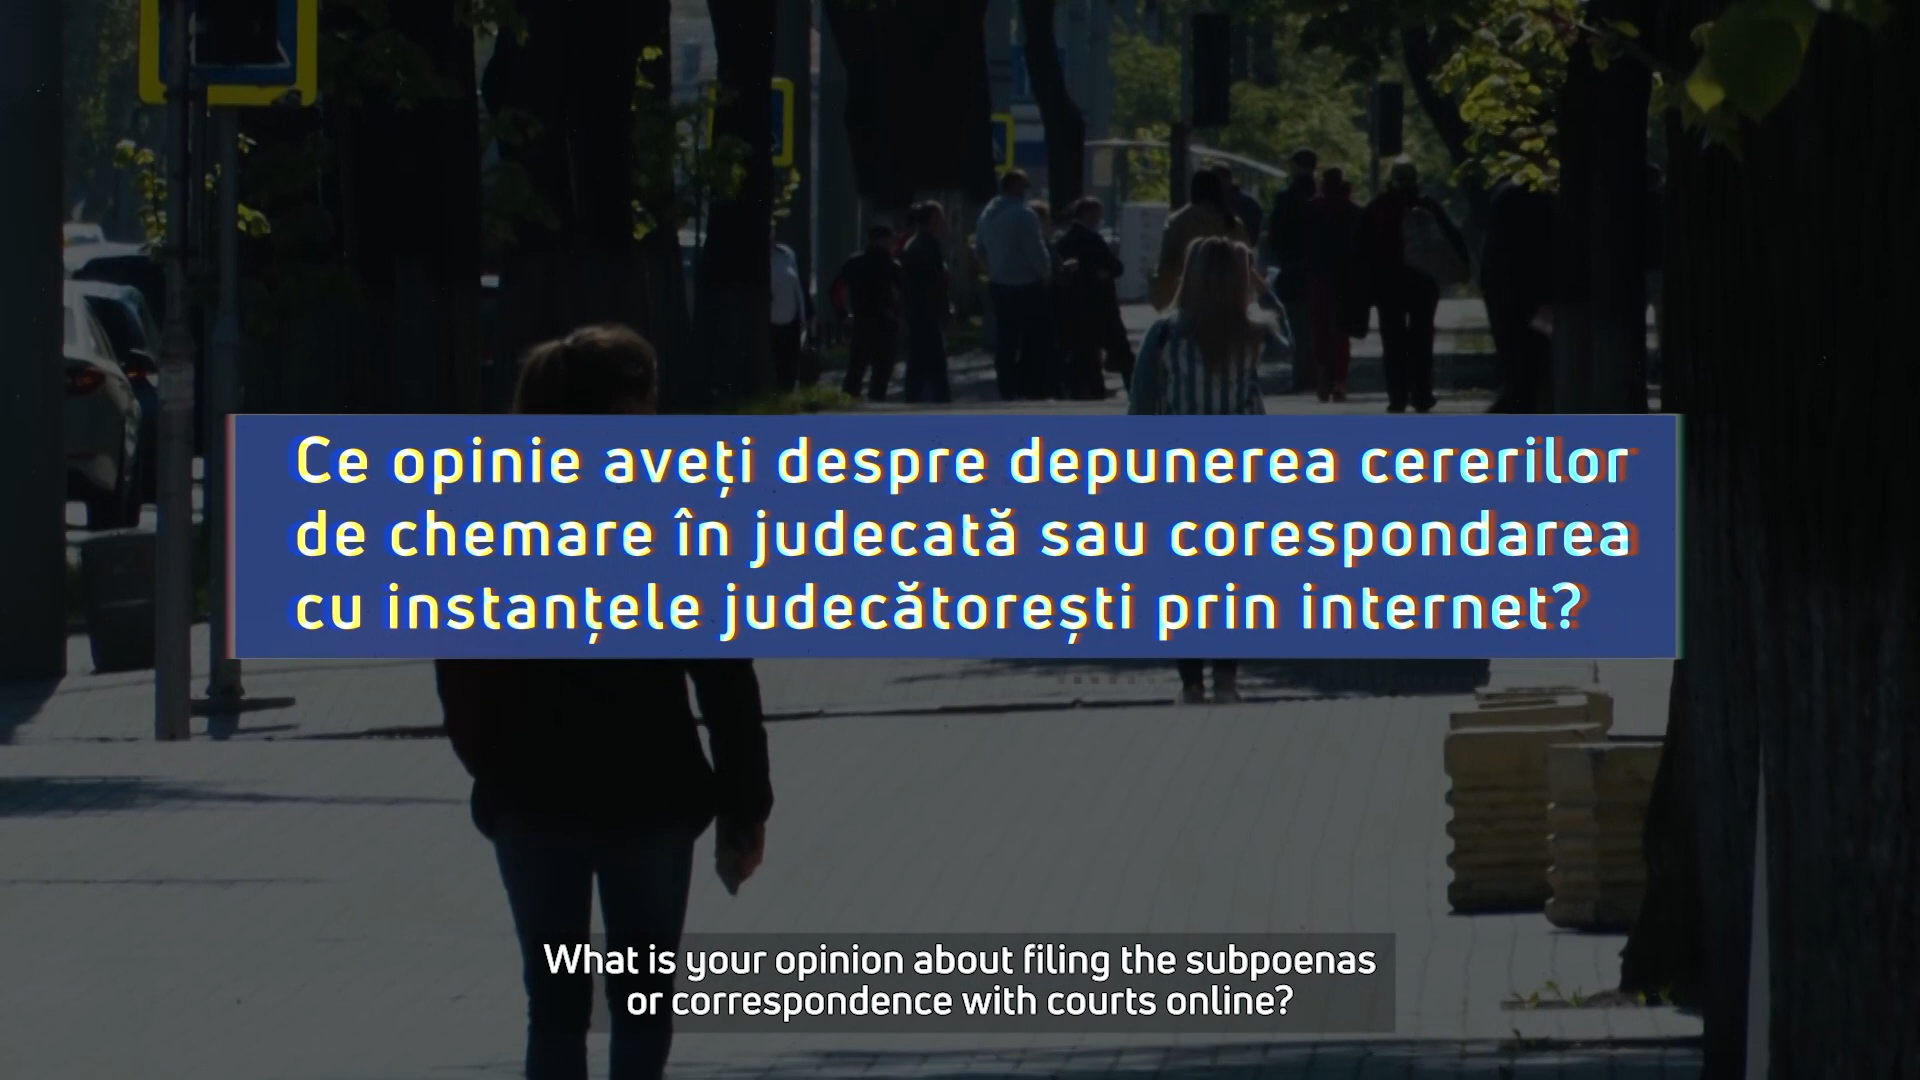 Ce opinie aveți despre depunerea cererilor
de chemare în judecată sau corespondarea
cu instanțele judecătorești prin internet?
What is your opinion about filing the subpoenas
or correspondence with courts online?